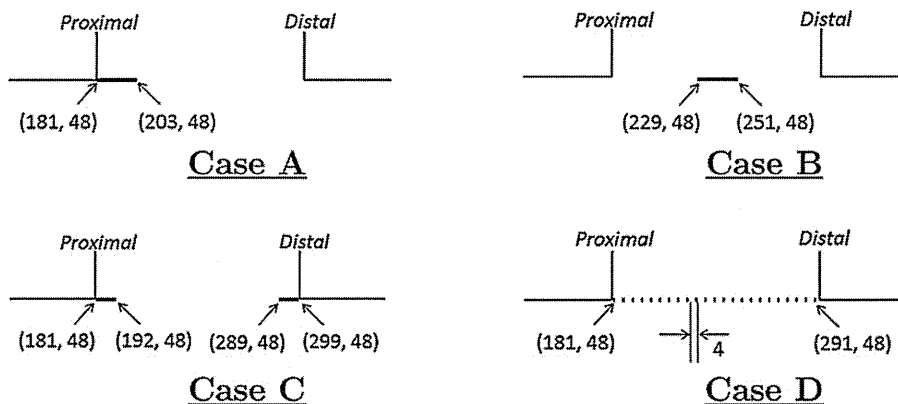 Proximal Distal Proximal Distal
(181, 48) (203, 48) (229, 48) (251, 48)
Case A Case B
Proximal Distal Proximal Distal
(181, 48) (192, 48) (289, 48) (299, 48) (181, 48) 4 (291, 48)
Case C Case D